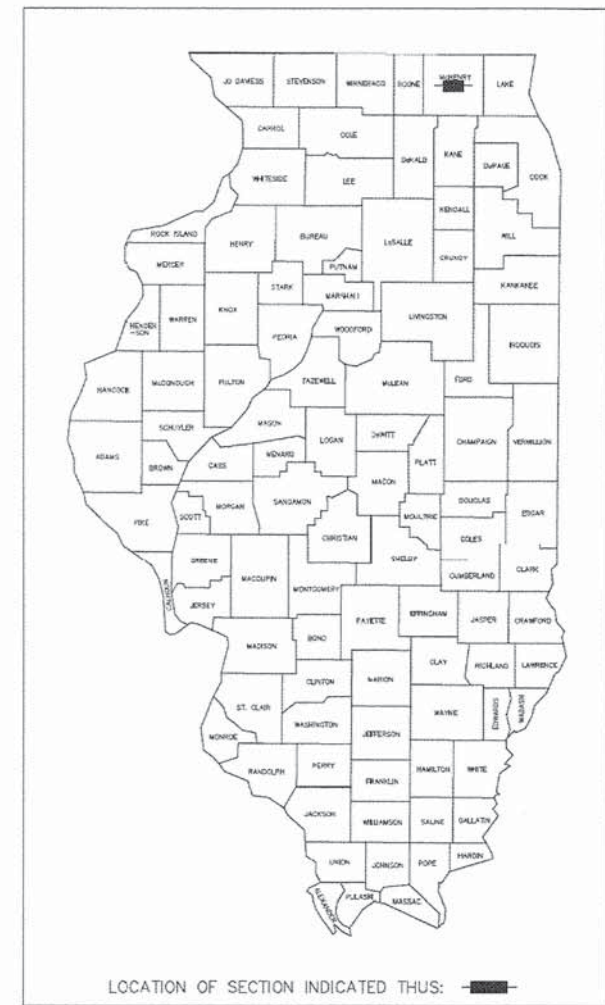 JO DAVIESS STEVENSON WINNEBAGO BOONE McHENRY LAKE
CARROL OGLE DeKALB KANE DuPAGE COOK
WHITESIDE LEE KENDALL WILL
ROCK ISLAND HENRY BUREAU LaSALLE GRUNDY
MERCER PUTNAM KANKAKEE
STARK MARSHALL
HENDER
-SON WARREN KNOX PEORIA WOODFORD LIVINGSTON IROQUOIS
HANCOCK McDONOUGH FULTON TAZEWELL McLEAN FORD
SCHUYLER MASON LOGAN DeWITT CHAMPAIGN VERMILLION
ADAMS BROWN CASS MENARD MACON PIATT
PIKE SCOTT MORGAN SANGAMON MOULTRIE DOUGLAS EDGAR
CHRISTIAN COLES
CALHOUN GREENE MACOUPIN MONTGOMERY SHELBY CUMBERLAND CLARK
JERSEY FAYETTE EFFINGHAM JASPER CRAWFORD
MADISON BOND CLAY RICHLAND LAWRENCE
CLINTON MARION
ST. CLAIR WASHINGTON WAYNE EDWARDS WABASH
MONROE JEFFERSON
RANDOLPH PERRY FRANKLIN HAMILTON WHITE
JACKSON WILLIAMSON SALINE GALLATIN
UNION JOHNSON POPE HARDIN
ALEXANDER PULASKI MASSAC
LOCATION OF SECTION INDICATED THUS: